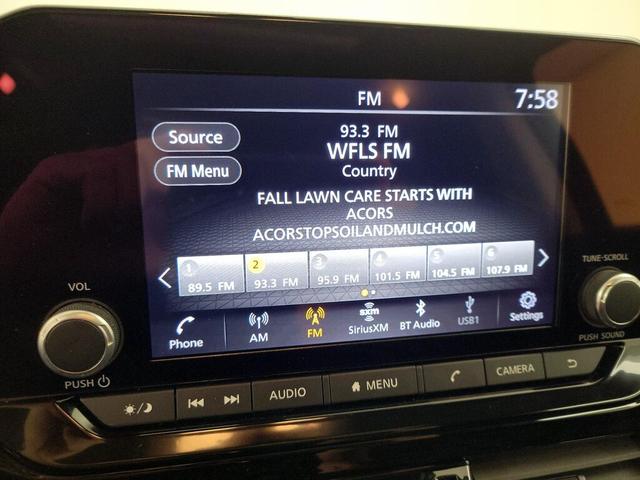 FM
7:58
Source
93.3 FM
WFLS FM
FM Menu
Country
FALL LAWN CARE STARTS WITH
ACORS
ACORSTOPSOILANDMULCH.COM
1 2 3 4 5 6
89.5 FM 93.3 FM 95.9 FM 101.5 FM 104.5 FM 107.9 FM
Phone AM FM sxm SiriusXM BT Audio USB1 Settings
VOL
PUSH
TUNE·SCROLL
PUSH SOUND
AUDIO MENU CAMERA